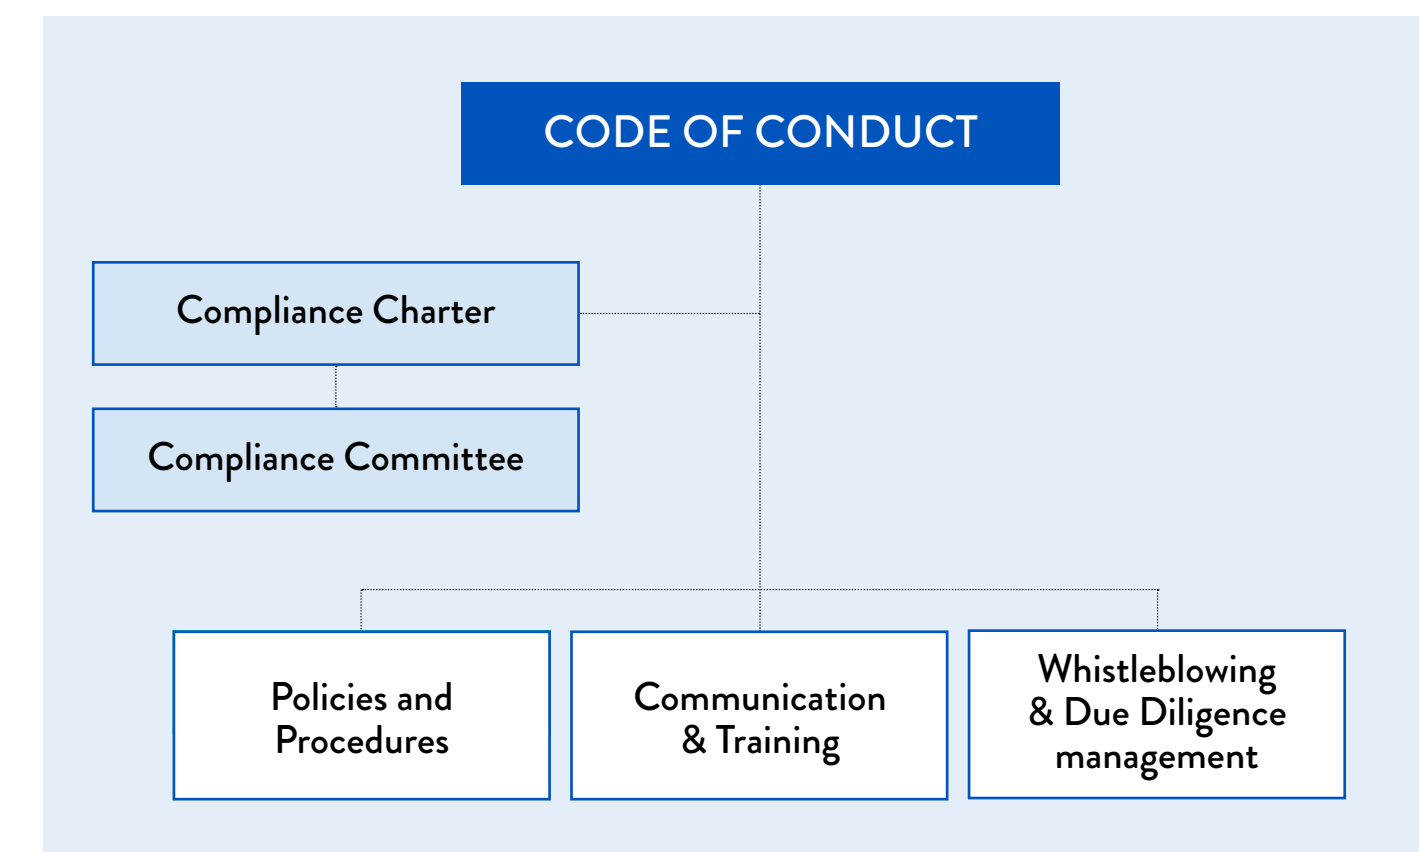 CODE OF CONDUCT
Compliance Charter
Compliance Committee
Policies and
Procedures
Communication
& Training
Whistleblowing
& Due Diligence
management